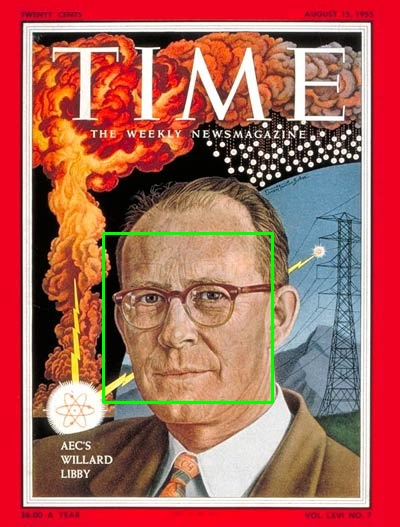 TWENTY CENTS
AUGUST 15, 1955
TIME
THE WEEKLY NEWSMAGAZINE
AEC'S
WILLARD
LIBBY
$6.00 A YEAR
VOL. LXVI NO. 7